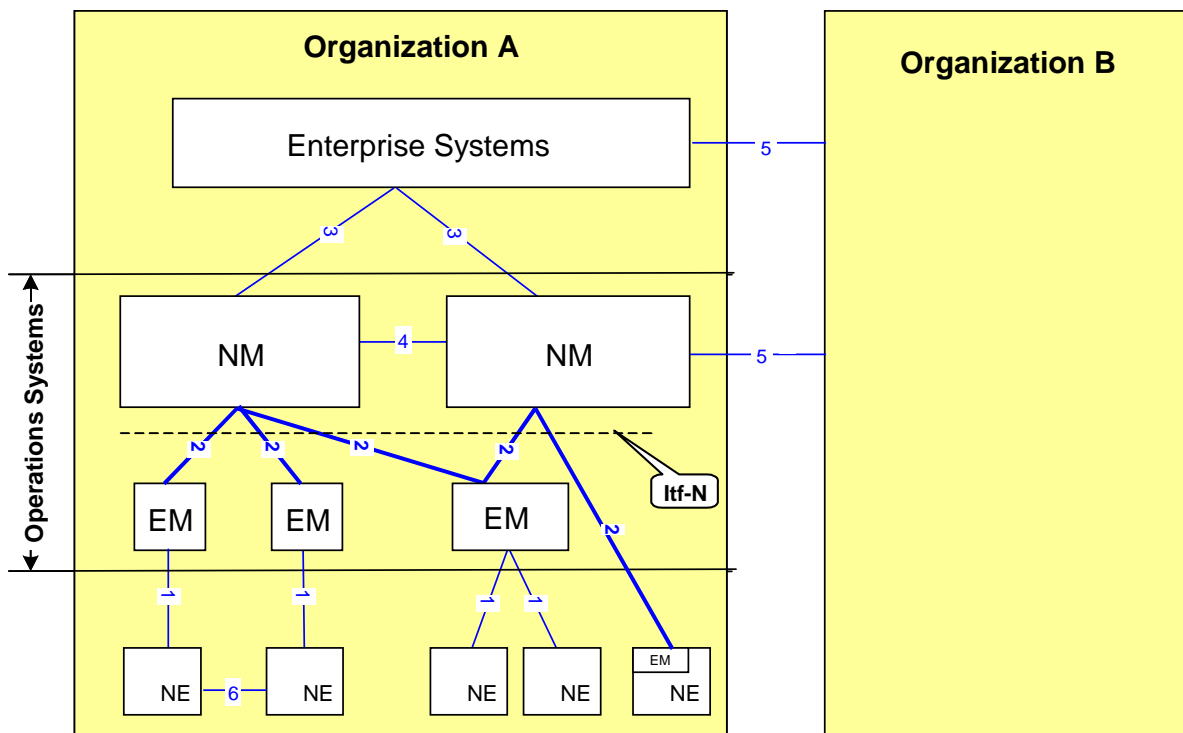 Organization A
Organization B
Enterprise Systems
5
3
3
Operations Systems
NM
4
NM
5
2
2
2
2
Itf-N
EM
EM
EM
2
1
1
1
1
EM
NE
6
NE
NE
NE
NE